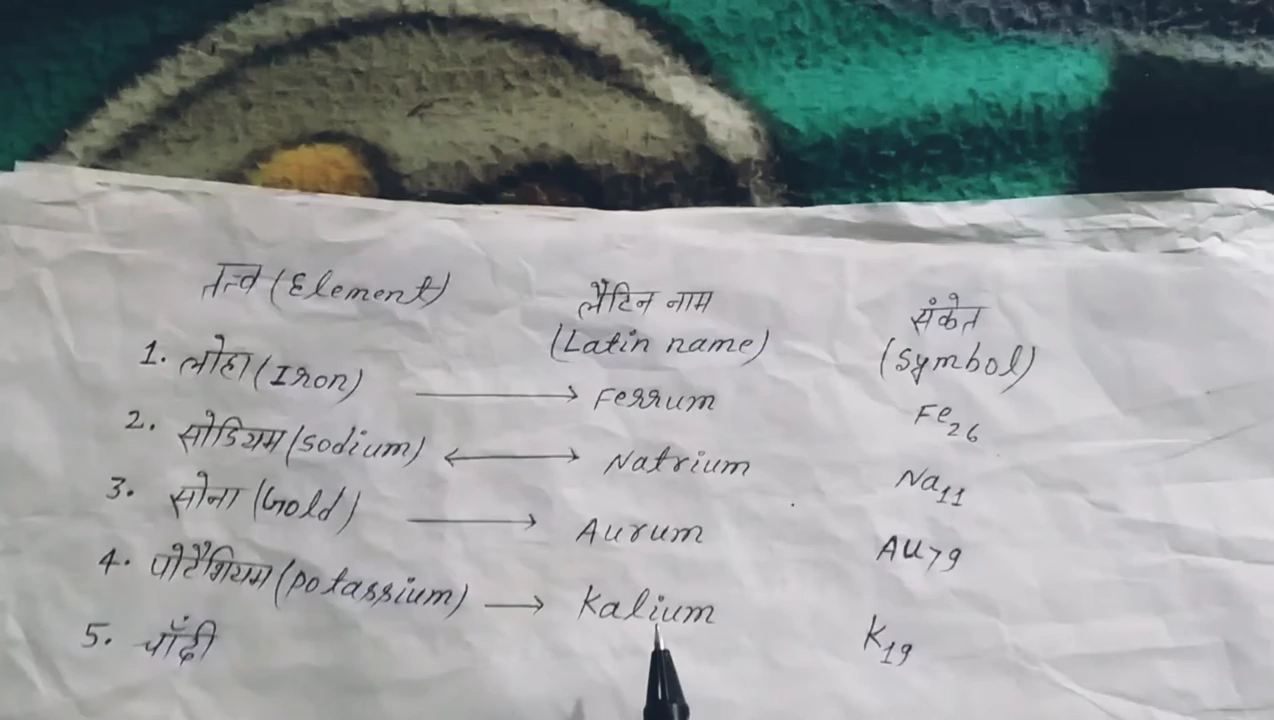 तत्व (Element) लैटिन नाम संकेत
(Latin name) (Symbol)
1. लोहा (Iron) → Ferrum Fe26
2. सोडियम (sodium) ↔ Natrium Na11
3. सोना (Gold) → Aurum AU79
4. पोटैशियम (potassium) → Kalium K19
5. चाँदी